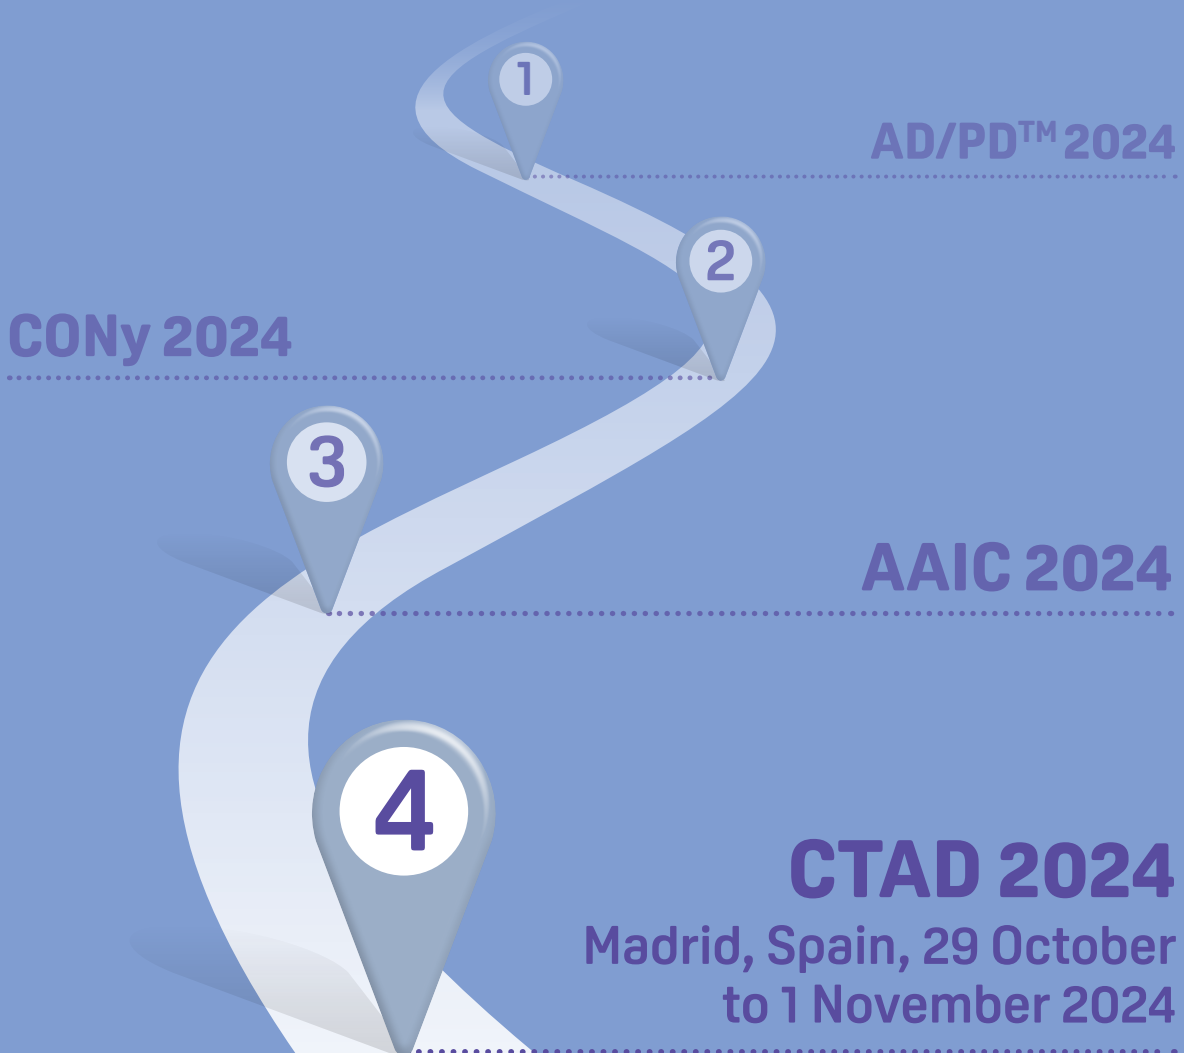 1
AD/PD™ 2024
2
CONy 2024
3
AAIC 2024
4
CTAD 2024
Madrid, Spain, 29 October
to 1 November 2024